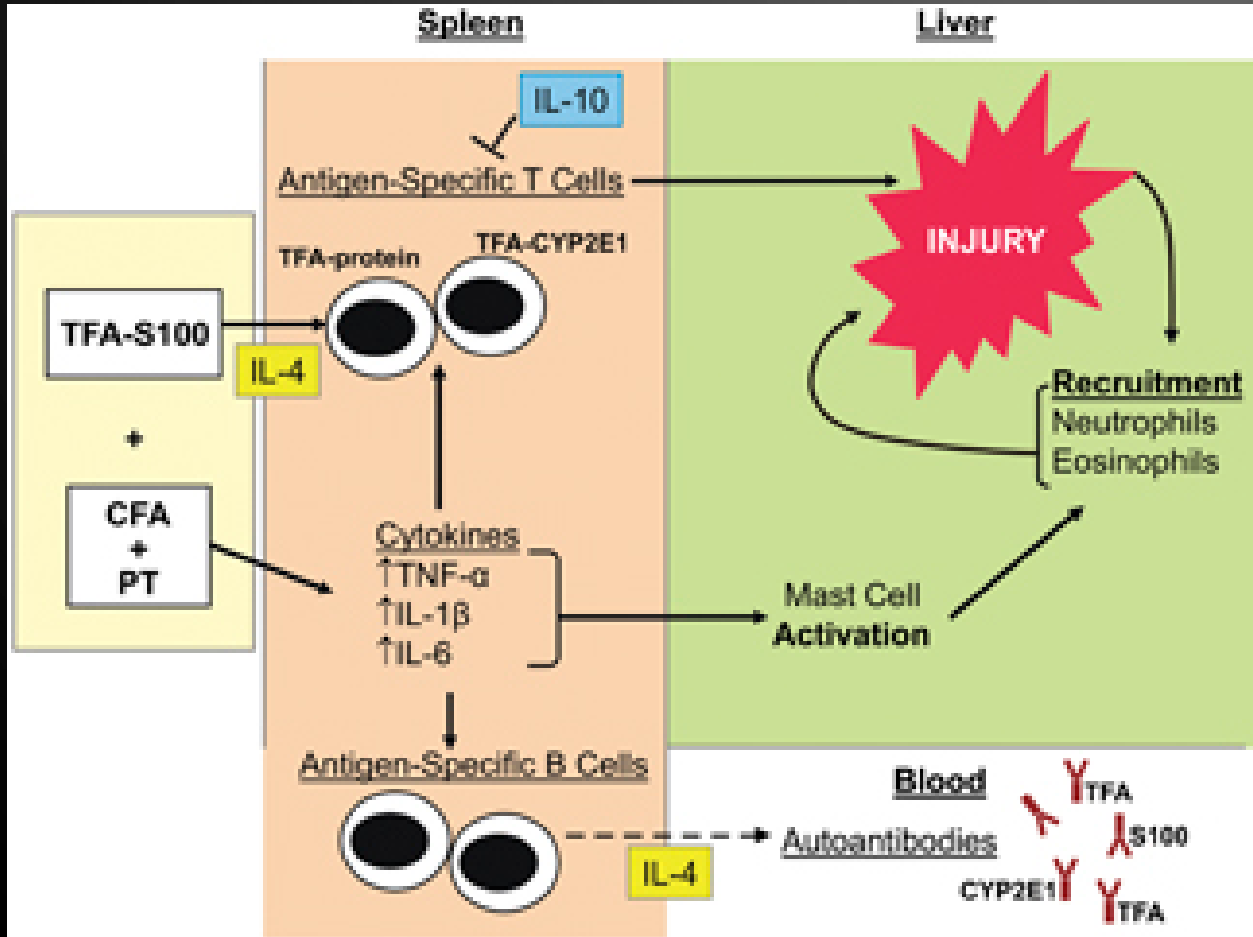 Spleen
Liver
IL-10
Antigen-Specific T Cells
TFA-protein
TFA-CYP2E1
INJURY
TFA-S100
IL-4
+
CFA
+
PT
Recruitment
Neutrophils
Eosinophils
Cytokines
↑TNF-α
↑IL-1β
↑IL-6
Mast Cell
Activation
Antigen-Specific B Cells
IL-4
Blood
Autoantibodies
TFA
S100
CYP2E1
TFA